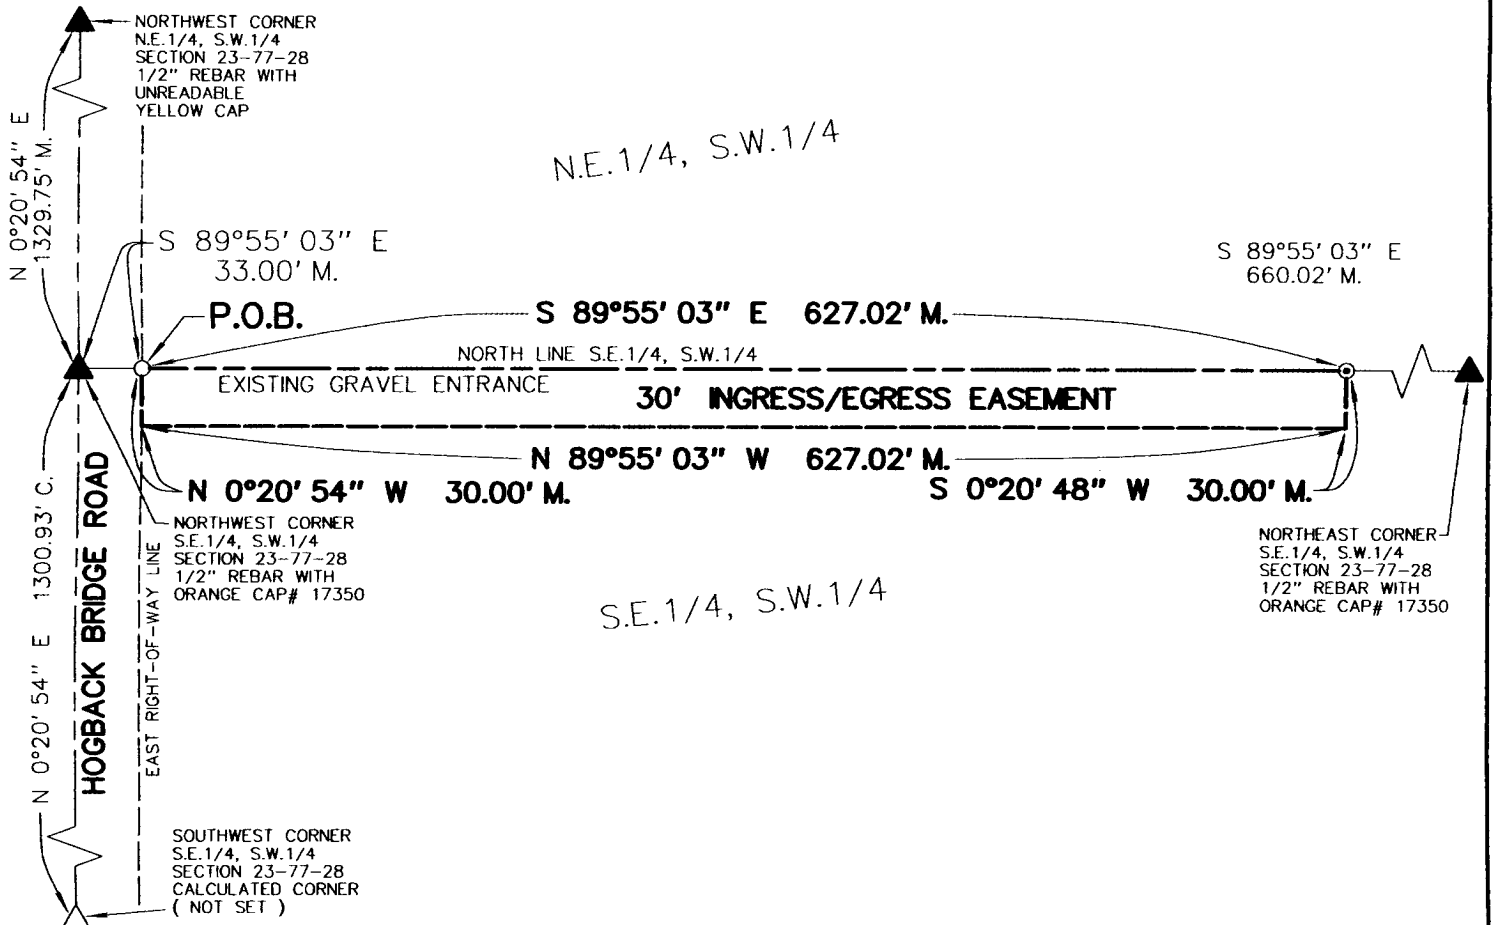 NORTHWEST CORNER
N.E.1/4, S.W.1/4
SECTION 23-77-28
1/2" REBAR WITH
UNREADABLE
YELLOW CAP
N 0°20' 54" E
1329.75' M.
N.E.1/4, S.W.1/4
S 89°55' 03" E
33.00' M.
S 89°55' 03" E
660.02' M.
P.O.B.
S 89°55' 03" E 627.02' M.
NORTH LINE S.E.1/4, S.W.1/4
EXISTING GRAVEL ENTRANCE
30' INGRESS/EGRESS EASEMENT
N 89°55' 03" W 627.02' M.
N 0°20' 54" W 30.00' M.
S 0°20' 48" W 30.00' M.
NORTHWEST CORNER
S.E.1/4, S.W.1/4
SECTION 23-77-28
1/2" REBAR WITH
ORANGE CAP# 17350
NORTHEAST CORNER
S.E.1/4, S.W.1/4
SECTION 23-77-28
1/2" REBAR WITH
ORANGE CAP# 17350
N 0°20' 54" E 1300.93' C.
HOGBACK BRIDGE ROAD
EAST RIGHT-OF-WAY LINE
S.E.1/4, S.W.1/4
SOUTHWEST CORNER
S.E.1/4, S.W.1/4
SECTION 23-77-28
CALCULATED CORNER
( NOT SET )